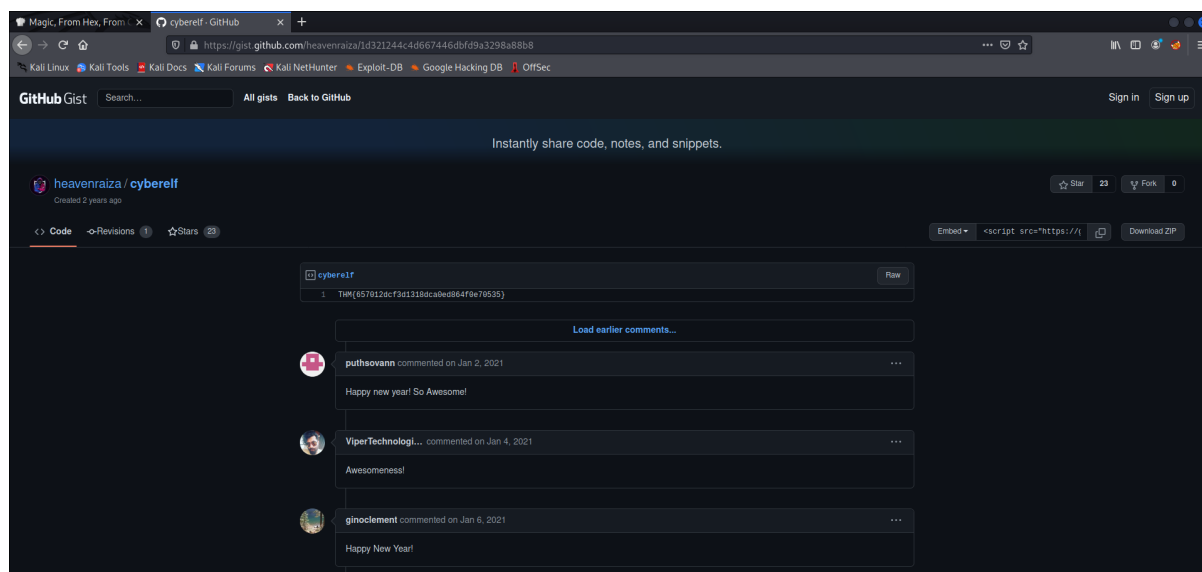 Magic, From Hex, From
cyberelf · GitHub
https://gist.github.com/heavenraiza/1d321244c4d667446dbfd9a3298a88b8
Kali Linux Kali Tools Kali Docs Kali Forums Kali NetHunter Exploit-DB Google Hacking DB OffSec
GitHub Gist Search... All gists Back to GitHub Sign in Sign up
Instantly share code, notes, and snippets.
heavenraiza / cyberelf Star 23 Fork 0
Created 2 years ago
<> Code Revisions 1 Stars 23 Embed <script src="https://g Download ZIP
cyberelf Raw
1 THM{657012dcf3d1318dca0ed864f0e70535}
Load earlier comments...
puthsovann commented on Jan 2, 2021 ...
Happy new year! So Awesome!
ViperTechnologi... commented on Jan 4, 2021 ...
Awesomeness!
ginoclement commented on Jan 6, 2021 ...
Happy New Year!